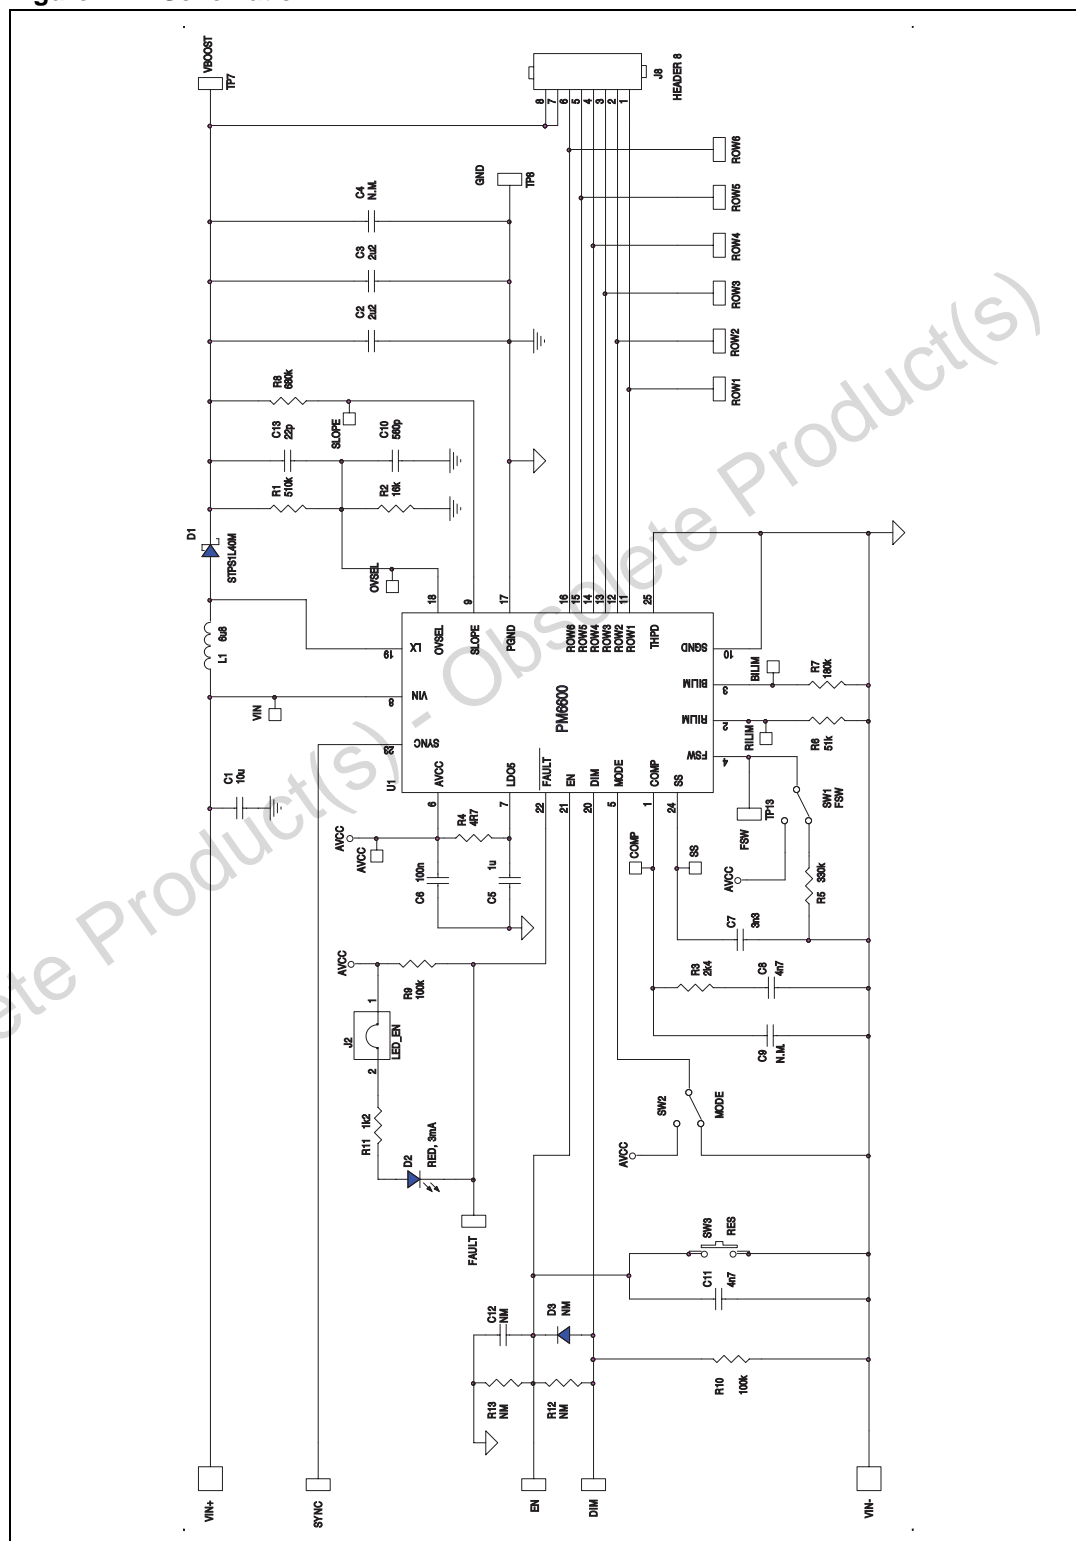 VBOOST
TP7
J8
HEADER 8
8
7
6
5
4
3
2
1
GND
TP6
C4
N.M.
C3
2u2
C2
2u2
ROW6
ROW5
ROW4
ROW3
ROW2
ROW1
R8
680k
SLOPE
C13
22p
C10
560p
R1
510k
R2
16k
D1
STPS1L40M
OVSEL
L1
6u8
VIN
C1
10u
U1
PM6600
19
LX
8
VIN
23
SYNC
18
OVSEL
9
SLOPE
17
PGND
16
ROW6
15
ROW5
14
ROW4
13
ROW3
12
ROW2
11
ROW1
25
THPD
10
SGND
3
BILIM
2
RILIM
4
FSW
6
AVCC
7
LDO5
22
FAULT
21
EN
20
DIM
5
MODE
1
COMP
24
SS
BILIM
R7
180k
RILIM
R6
51k
FSW
TP13
SW1
FSW
AVCC
R5
330k
AVCC
AVCC
R4
4R7
C6
100n
C5
1u
COMP
SS
C7
3n3
R3
2k4
C8
4n7
C9
N.M.
AVCC
R9
100k
J2
LED_EN
1
2
R11
1k2
D2
RED, 3mA
FAULT
SW2
MODE
AVCC
SW3
RES
C11
4n7
C12
NM
D3
NM
R13
NM
R12
NM
R10
100k
VIN+
SYNC
EN
DIM
VIN-
Obsolete Product(s)
ete Product(s) -